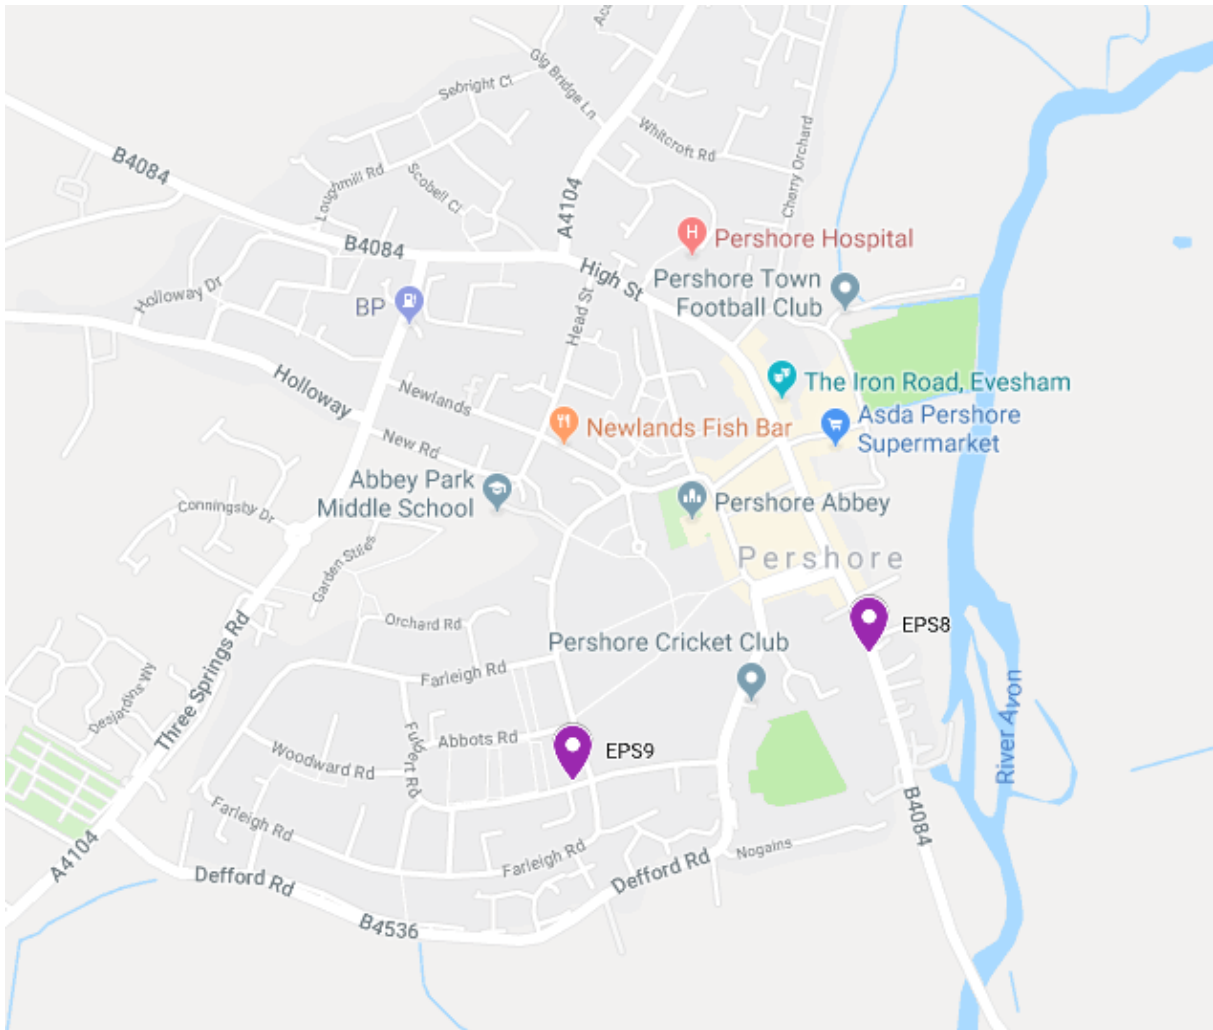 Acc
Gig Bridge Ln
Sebright Cl
Whitcroft Rd
Cherry Orchard
B4084
Loughmill Rd
Scobell Cl
A4104
B4084
High St
Pershore Hospital
Pershore Town
Football Club
Holloway Dr
BP
Head St
Holloway
Newlands
The Iron Road, Evesham
Newlands Fish Bar
Asda Pershore
Supermarket
New Rd
Abbey Park
Middle School
Pershore Abbey
Conningsby Dr
Garden Stiles
Pershore
Orchard Rd
EPS8
Pershore Cricket Club
Farleigh Rd
Three Springs Rd
Desjardins Wy
River Avon
Fulbert Rd
Abbots Rd
EPS9
Woodward Rd
B4084
Farleigh Rd
A4104
Farleigh Rd
Nogains
Defford Rd
Defford Rd
B4536